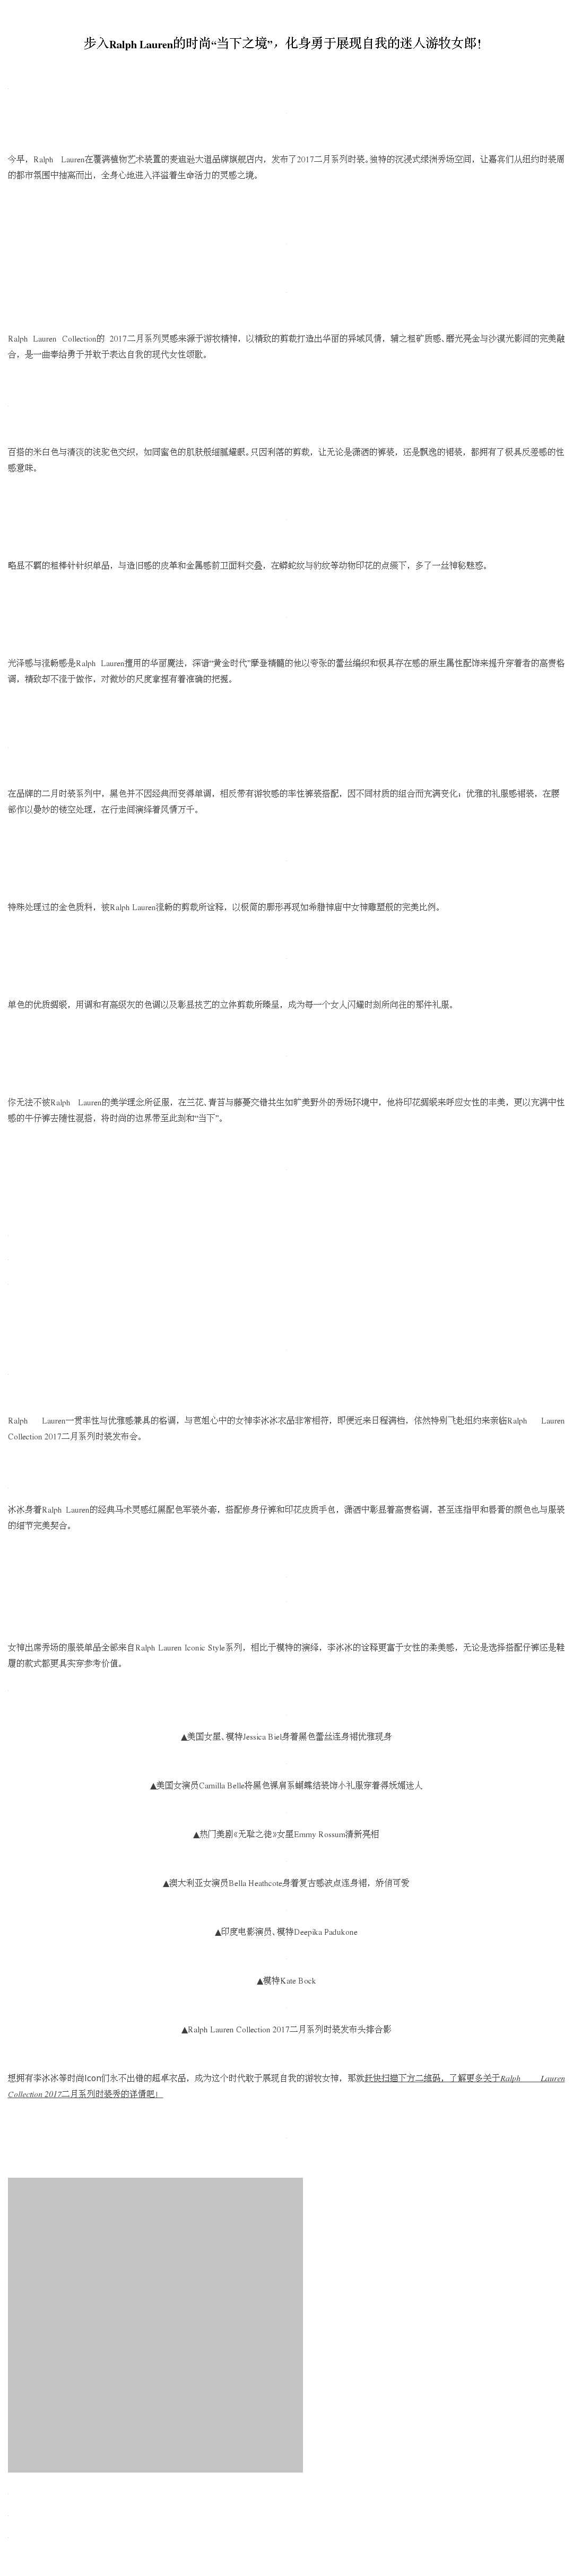 步入Ralph Lauren的时尚“当下之境”，化身勇于展现自我的迷人游牧女郎！
今早，Ralph Lauren在覆满植物艺术装置的麦迪逊大道品牌旗舰店内，发布了2017二月系列时装。独特的沉浸式绿洲秀场空间，让嘉宾们从纽约时装周
的都市氛围中抽离而出，全身心地进入洋溢着生命活力的灵感之境。
Ralph Lauren Collection的 2017二月系列灵感来源于游牧精神，以精致的剪裁打造出华丽的异域风情，辅之粗矿质感、磨光亮金与沙漠光影间的完美融
合，是一曲奉给勇于并敢于表达自我的现代女性颂歌。
百搭的米白色与清淡的浅驼色交织，如同蜜色的肌肤般细腻耀眼。只因利落的剪裁，让无论是潇洒的裤装，还是飘逸的裙装，都拥有了极具反差感的性
感意味。
略显不羁的粗棒针针织单品，与造旧感的皮革和金属感前卫面料交叠，在蟒蛇纹与豹纹等动物印花的点缀下，多了一丝神秘魅惑。
光泽感与流畅感是Ralph Lauren擅用的华丽魔法，深谙“黄金时代”摩登精髓的他以夸张的蕾丝编织和极具存在感的原生属性配饰来提升穿着者的高贵格
调，精致却不流于做作，对微妙的尺度拿捏有着准确的把握。
在品牌的二月时装系列中，黑色并不因经典而变得单调，相反带有游牧感的率性裤装搭配，因不同材质的组合而充满变化；优雅的礼服感裙装，在腰
部作以曼妙的镂空处理，在行走间演绎着风情万千。
特殊处理过的金色质料，被Ralph Lauren流畅的剪裁所诠释，以极简的廓形再现如希腊神庙中女神雕塑般的完美比例。
单色的优质绸缎，用调和有高级灰的色调以及彰显技艺的立体剪裁所臻呈，成为每一个女人闪耀时刻所向往的那件礼服。
你无法不被Ralph Lauren的美学理念所征服，在兰花、青苔与藤蔓交错共生如旷美野外的秀场环境中，他将印花绸缎来呼应女性的丰美，更以充满中性
感的牛仔裤去随性混搭，将时尚的边界带至此刻和“当下”。
Ralph Lauren一贯率性与优雅感兼具的格调，与芭姐心中的女神李冰冰衣品非常相符，即便近来日程满档，依然特别飞赴纽约来亲临Ralph Lauren
Collection 2017二月系列时装发布会。
冰冰身着Ralph Lauren的经典马术灵感红黑配色军装外套，搭配修身仔裤和印花皮质手包，潇洒中彰显着高贵格调，甚至连指甲和唇膏的颜色也与服装
的细节完美契合。
女神出席秀场的服装单品全部来自Ralph Lauren Iconic Style系列，相比于模特的演绎，李冰冰的诠释更富于女性的柔美感，无论是选择搭配仔裤还是鞋
履的款式都更具实穿参考价值。
▲美国女星、模特Jessica Biel身着黑色蕾丝连身裙优雅现身
▲美国女演员Camilla Belle将黑色裸肩系蝴蝶结装饰小礼服穿着得妩媚迷人
▲热门美剧《无耻之徒》女星Emmy Rossum清新亮相
▲澳大利亚女演员Bella Heathcote身着复古感波点连身裙，娇俏可爱
▲印度电影演员、模特Deepika Padukone
▲模特Kate Bock
▲Ralph Lauren Collection 2017二月系列时装发布头排合影
想拥有李冰冰等时尚Icon们永不出错的超卓衣品，成为这个时代敢于展现自我的游牧女神，那就赶快扫瞄下方二维码，了解更多关于Ralph Lauren
Collection 2017二月系列时装秀的详情吧！